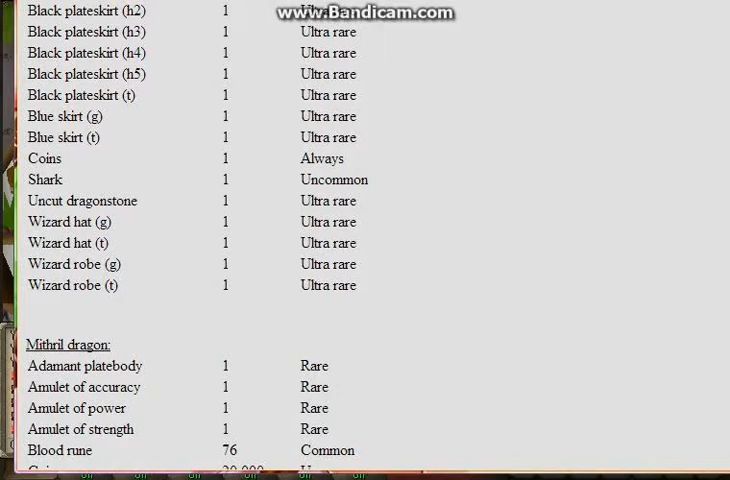 www.Bandicam.com
Black plateskirt (h2) 1 Ultra rare
Black plateskirt (h3) 1 Ultra rare
Black plateskirt (h4) 1 Ultra rare
Black plateskirt (h5) 1 Ultra rare
Black plateskirt (t) 1 Ultra rare
Blue skirt (g) 1 Ultra rare
Blue skirt (t) 1 Ultra rare
Coins 1 Always
Shark 1 Uncommon
Uncut dragonstone 1 Ultra rare
Wizard hat (g) 1 Ultra rare
Wizard hat (t) 1 Ultra rare
Wizard robe (g) 1 Ultra rare
Wizard robe (t) 1 Ultra rare
Mithril dragon:
Adamant platebody 1 Rare
Amulet of accuracy 1 Rare
Amulet of power 1 Rare
Amulet of strength 1 Rare
Blood rune 76 Common